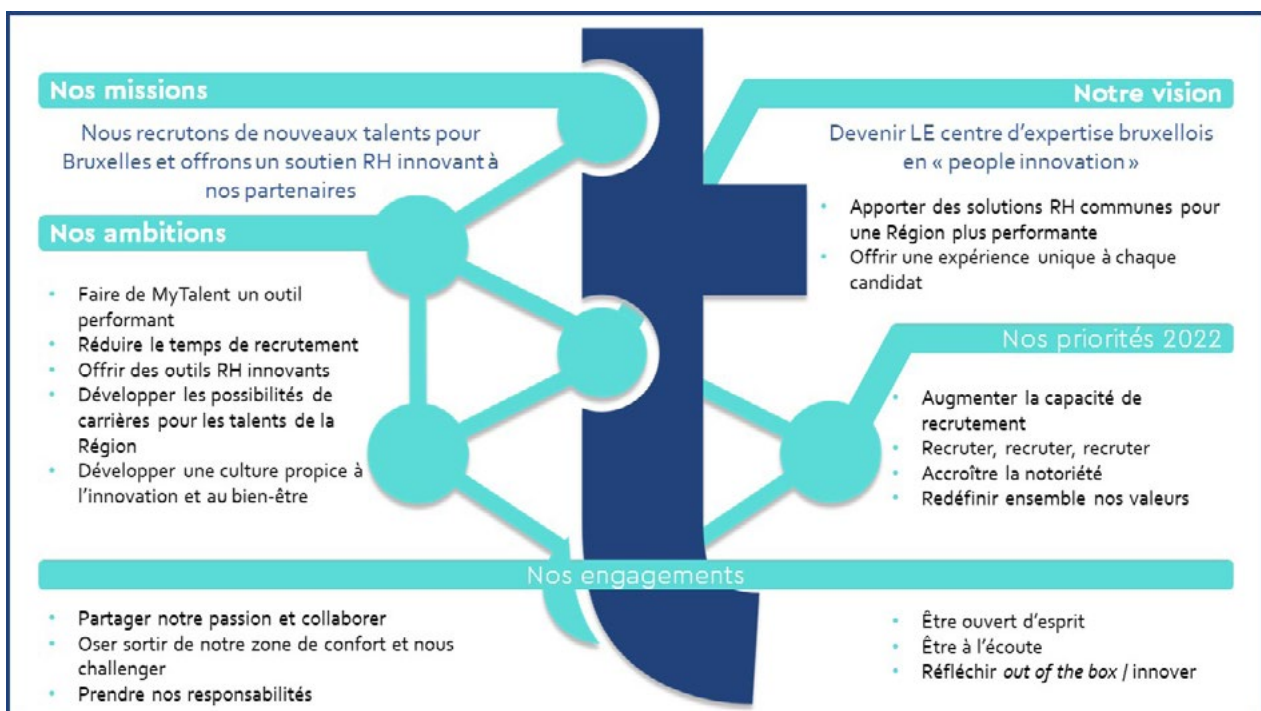 Nos missions
Nous recrutons de nouveaux talents pour
Bruxelles et offrons un soutien RH innovant à
nos partenaires
Nos ambitions
• Faire de MyTalent un outil
performant
• Réduire le temps de recrutement
• Offrir des outils RH innovants
• Développer les possibilités de
carrières pour les talents de la
Région
• Développer une culture propice à
l'innovation et au bien-être
Notre vision
Devenir LE centre d'expertise bruxellois
en « people innovation »
• Apporter des solutions RH communes pour
une Région plus performante
• Offrir une expérience unique à chaque
candidat
Nos priorités 2022
• Augmenter la capacité de
recrutement
• Recruter, recruter, recruter
• Accroître la notoriété
• Redéfinir ensemble nos valeurs
Nos engagements
• Partager notre passion et collaborer
• Oser sortir de notre zone de confort et nous
challenger
• Prendre nos responsabilités
• Être ouvert d'esprit
• Être à l'écoute
• Réfléchir out of the box / innover